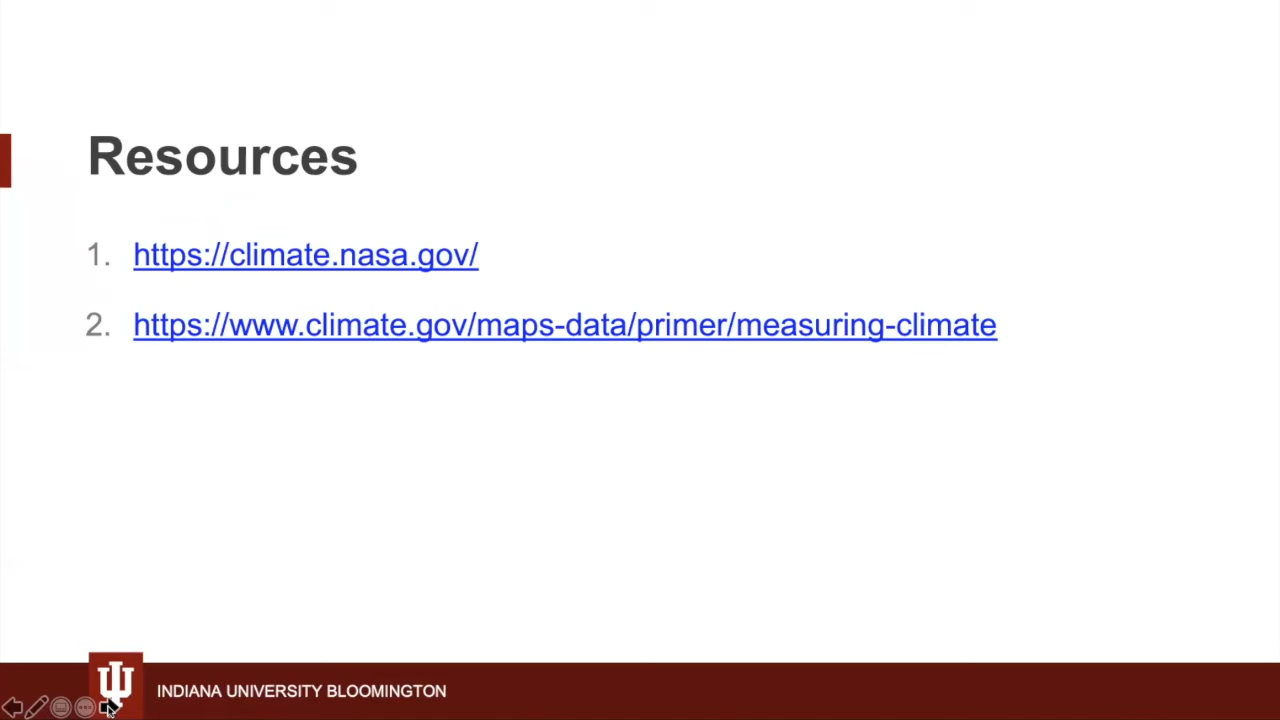 Resources
1. https://climate.nasa.gov/
2. https://www.climate.gov/maps-data/primer/measuring-climate
INDIANA UNIVERSITY BLOOMINGTON